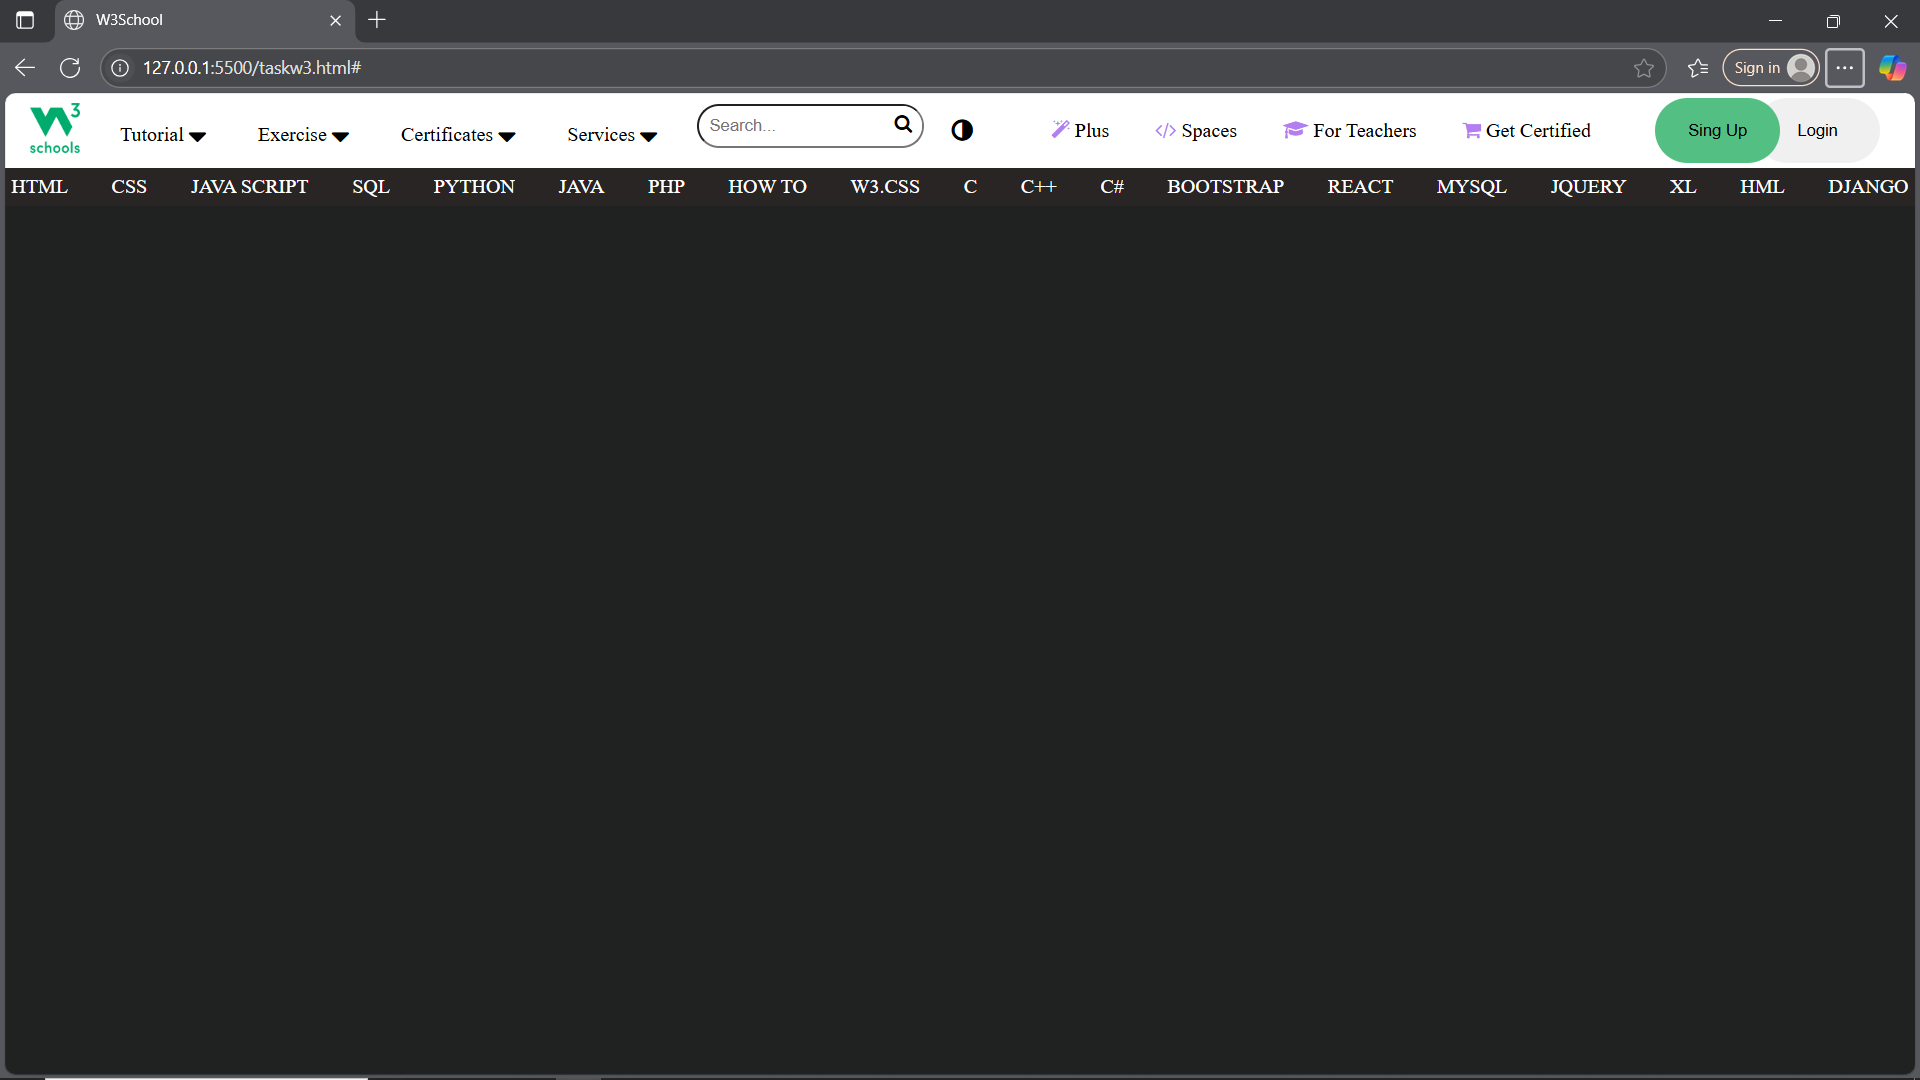 W3School
127.0.0.1:5500/taskw3.html#
Sign in
W3 schools
Tutorial Exercise Certificates Services Search... Plus </> Spaces For Teachers Get Certified Sing Up Login
HTML CSS JAVA SCRIPT SQL PYTHON JAVA PHP HOW TO W3.CSS C C++ C# BOOTSTRAP REACT MYSQL JQUERY XL HML DJANGO